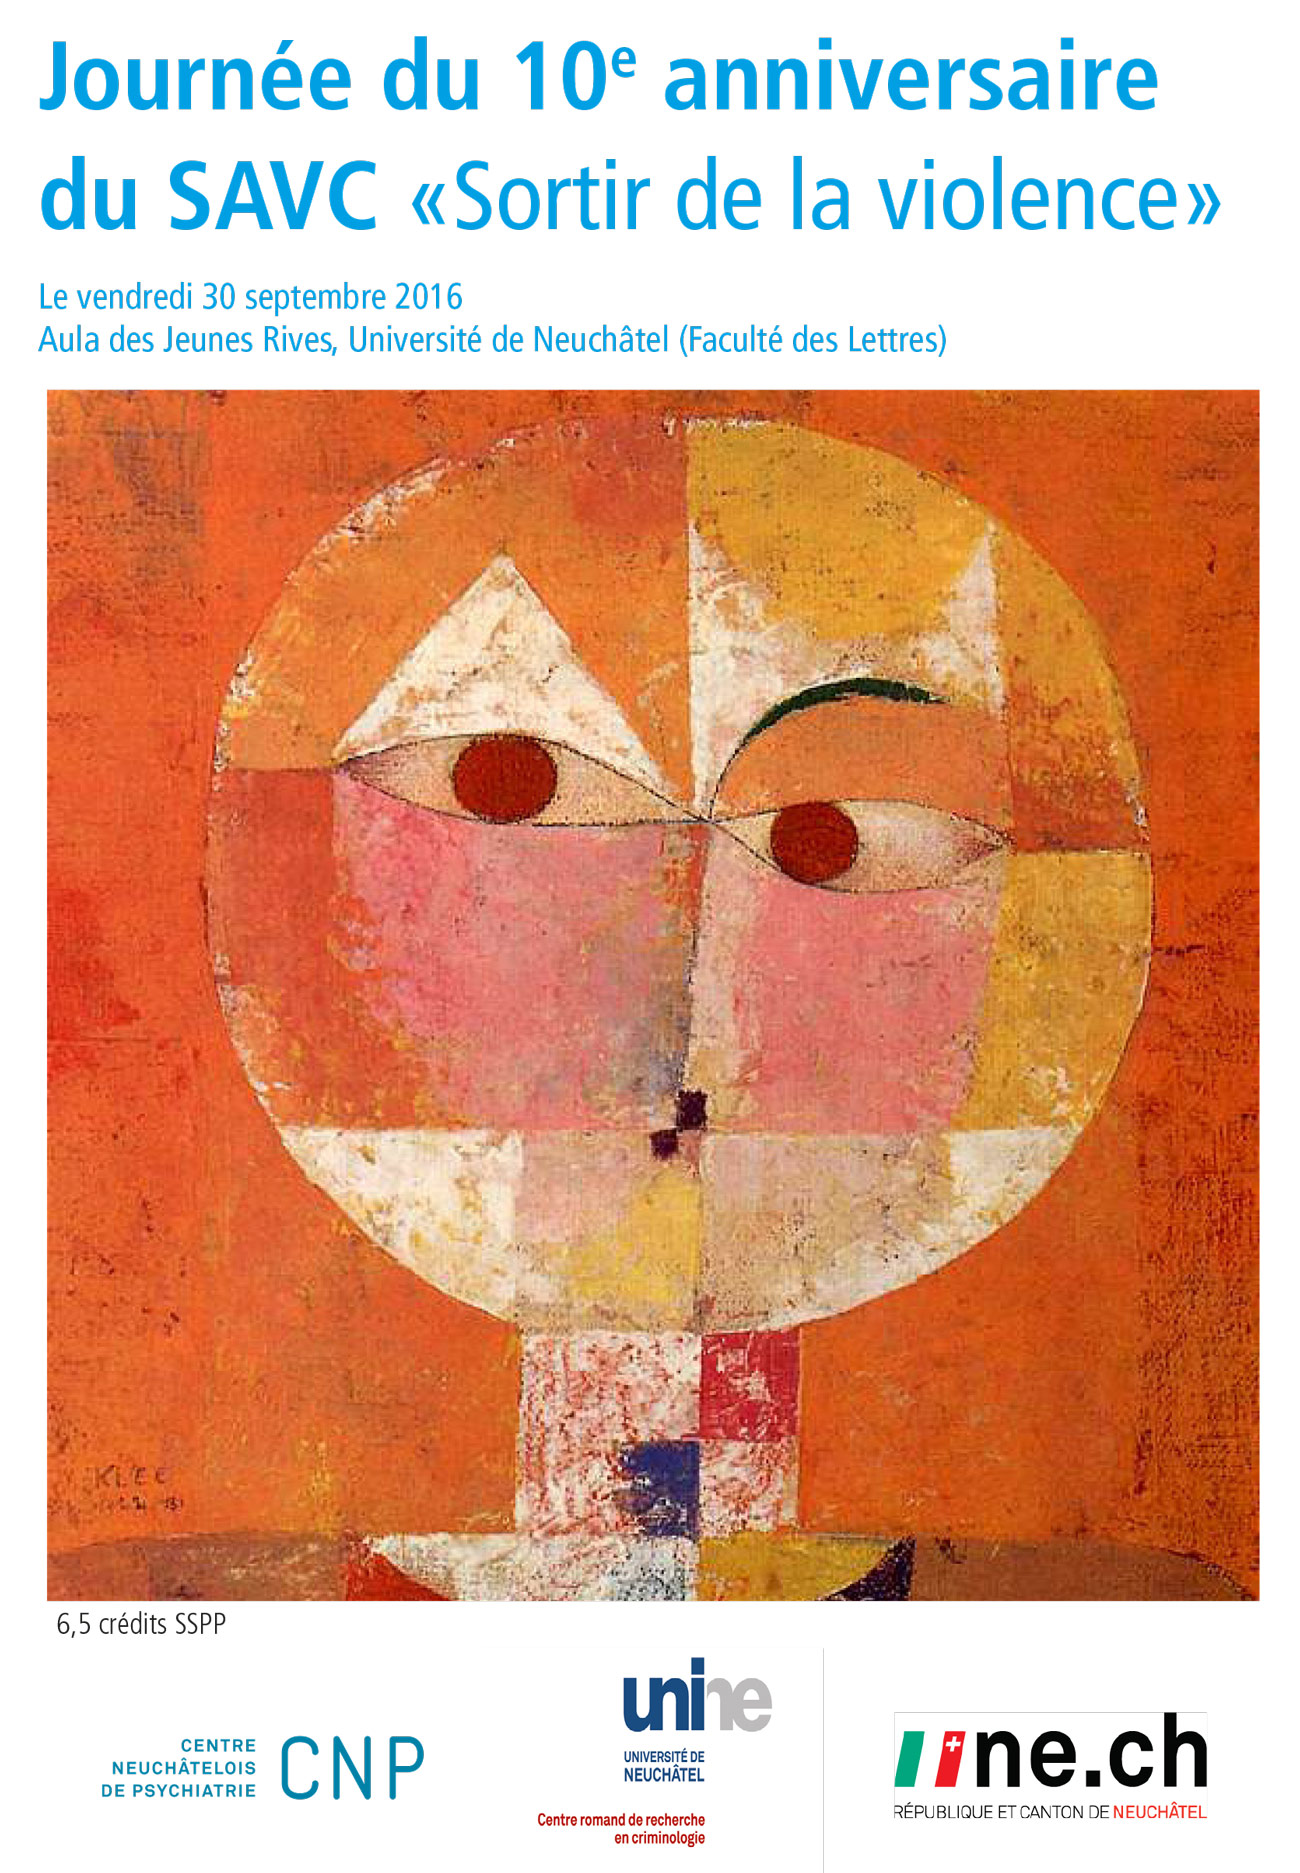 Journée du 10e anniversaire
du SAVC «Sortir de la violence»
Le vendredi 30 septembre 2016
Aula des Jeunes Rives, Université de Neuchâtel (Faculté des Lettres)
KLEE
6,5 crédits SSPP
CENTRE
NEUCHÂTELOIS
DE PSYCHIATRIE
CNP
unine
UNIVERSITÉ DE
NEUCHÂTEL
Centre romand de recherche
en criminologie
ne.ch
RÉPUBLIQUE ET CANTON DE NEUCHÂTEL